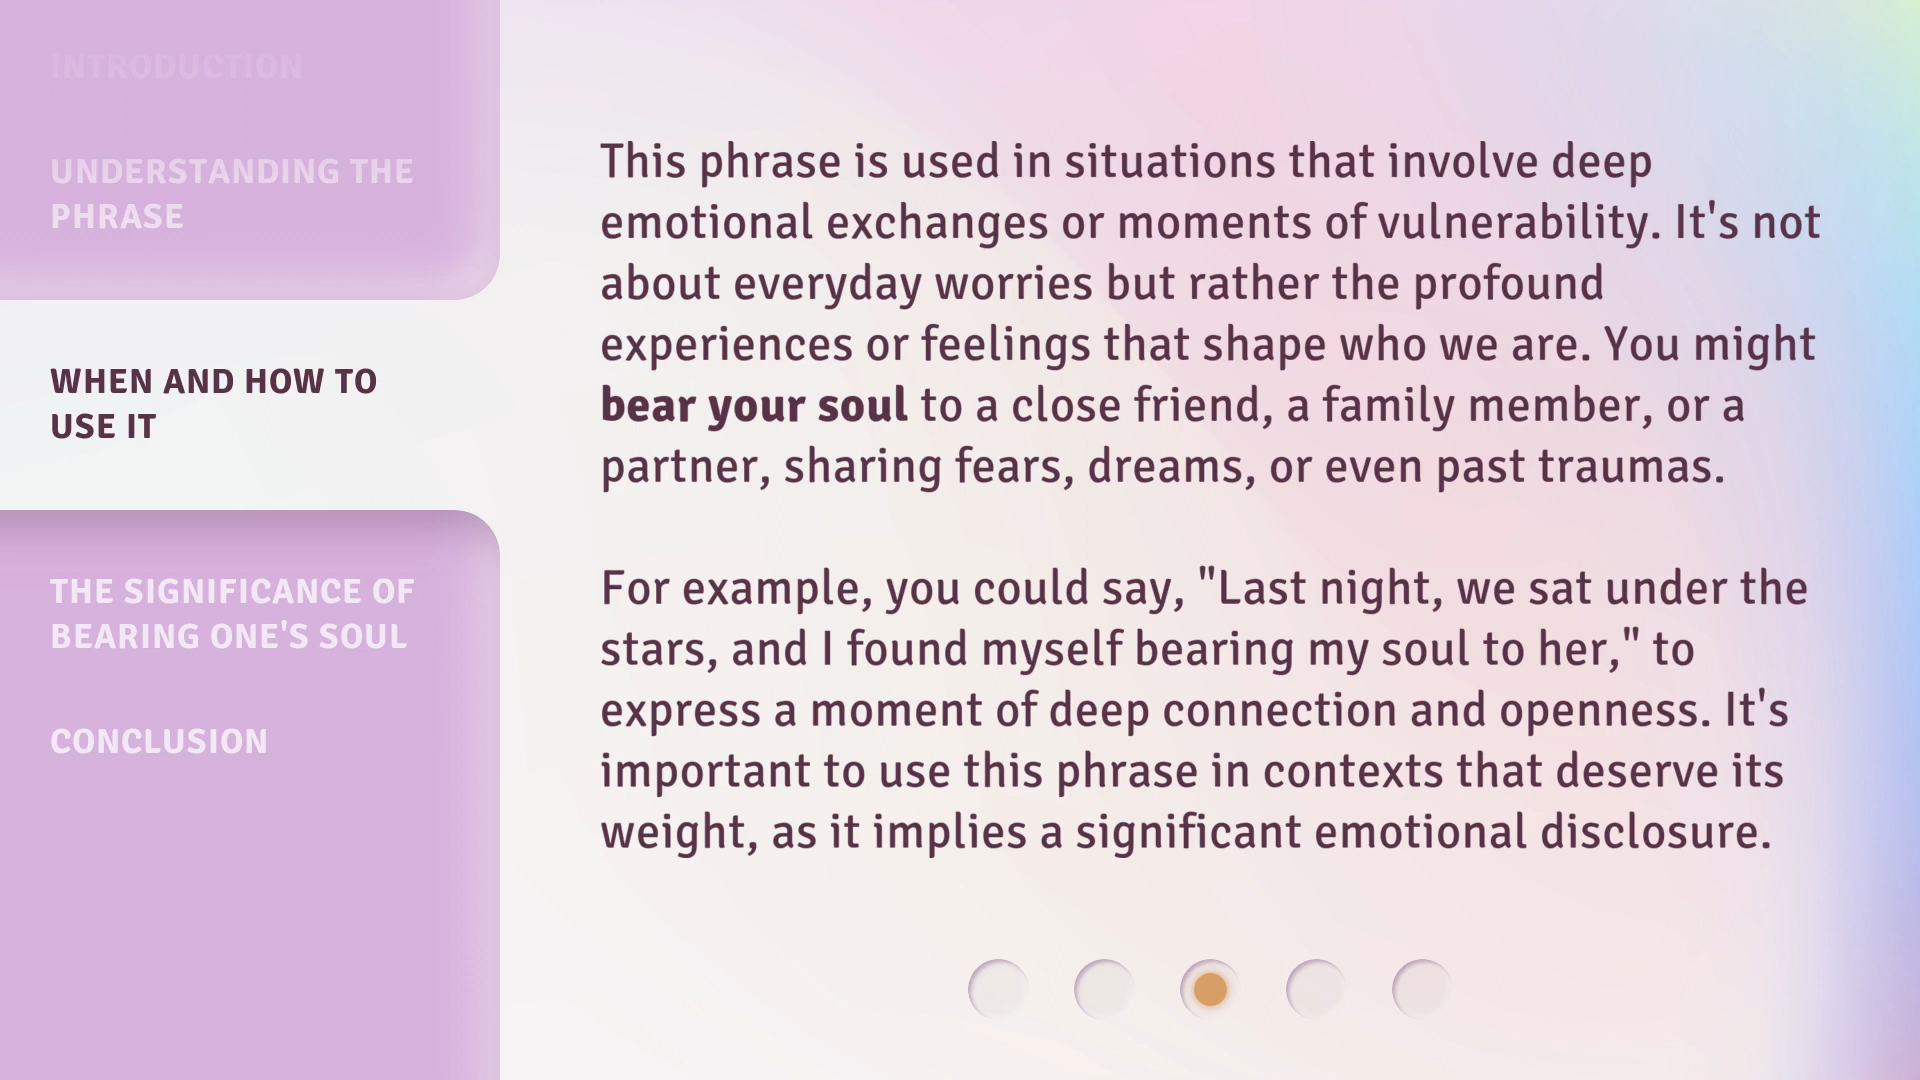 INTRODUCTION
UNDERSTANDING THE
PHRASE
WHEN AND HOW TO
USE IT
THE SIGNIFICANCE OF
BEARING ONE'S SOUL
CONCLUSION
This phrase is used in situations that involve deep
emotional exchanges or moments of vulnerability. It's not
about everyday worries but rather the profound
experiences or feelings that shape who we are. You might
bear your soul to a close friend, a family member, or a
partner, sharing fears, dreams, or even past traumas.
For example, you could say, "Last night, we sat under the
stars, and I found myself bearing my soul to her," to
express a moment of deep connection and openness. It's
important to use this phrase in contexts that deserve its
weight, as it implies a significant emotional disclosure.